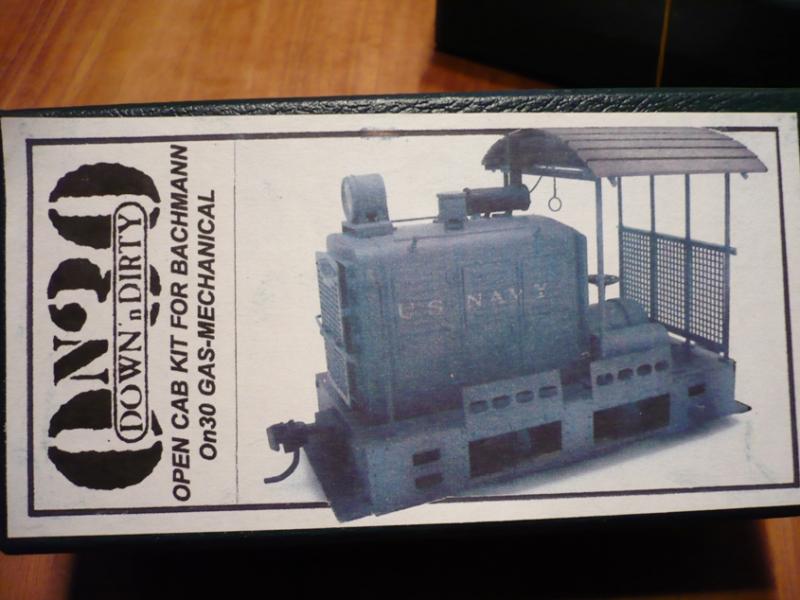 On30
DOWN 'n DIRTY
OPEN CAB KIT FOR BACHMANN
On30 GAS-MECHANICAL
U S NAVY